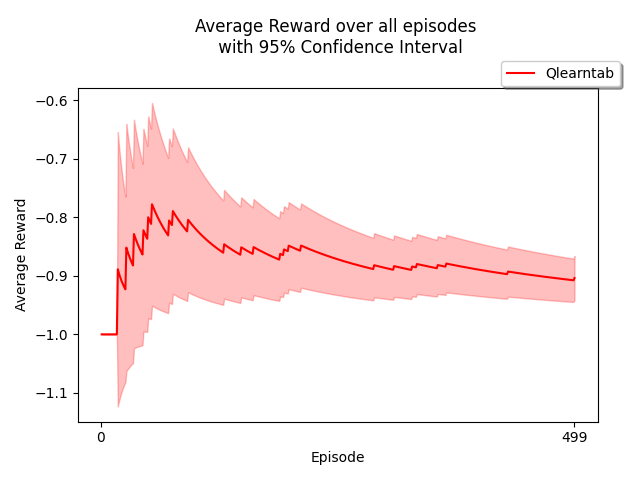 Average Reward over all episodes
with 95% Confidence Interval
Qlearntab
−0.6
−0.7
−0.8
−0.9
−1.0
−1.1
Average Reward
0
499
Episode